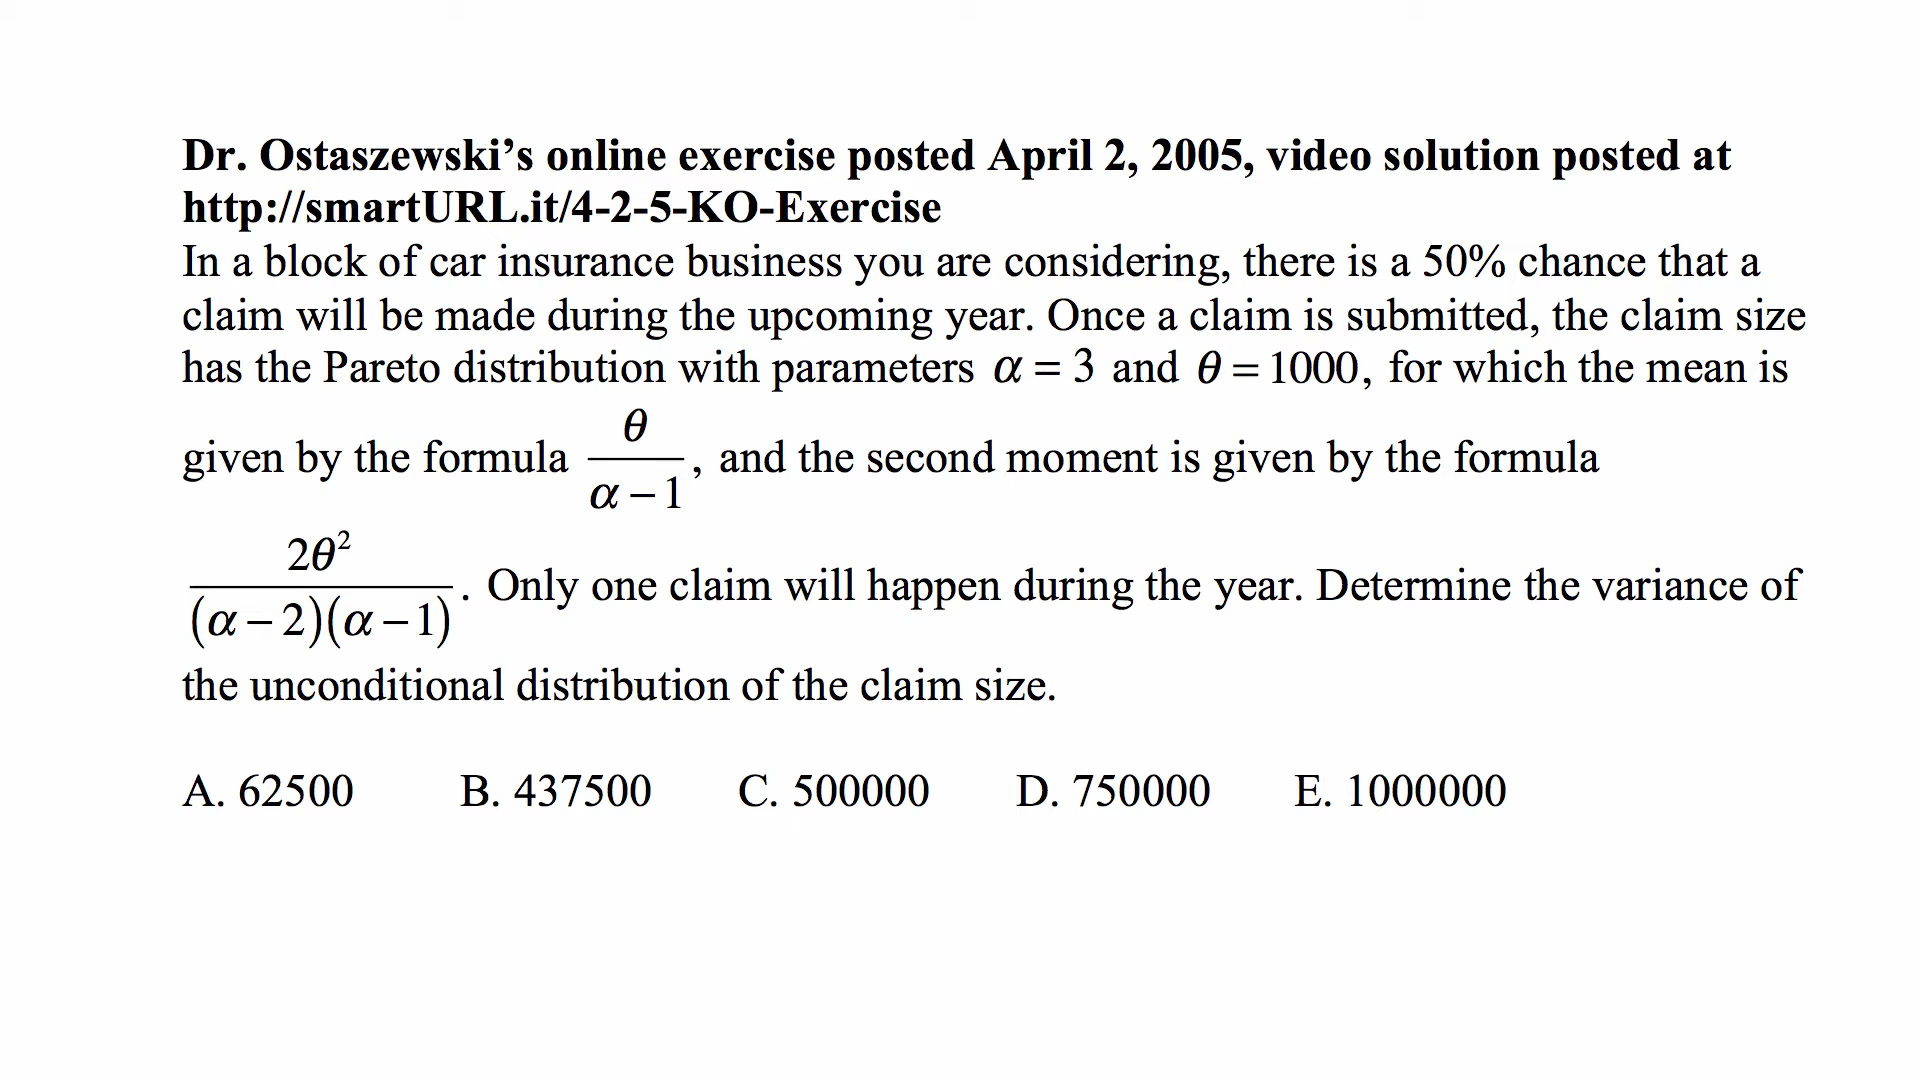 Dr. Ostaszewski’s online exercise posted April 2, 2005, video solution posted at
http://smartURL.it/4-2-5-KO-Exercise
In a block of car insurance business you are considering, there is a 50% chance that a
claim will be made during the upcoming year. Once a claim is submitted, the claim size
has the Pareto distribution with parameters α = 3 and θ = 1000, for which the mean is
given by the formula θ/(α − 1), and the second moment is given by the formula
2θ²/((α − 2)(α − 1)). Only one claim will happen during the year. Determine the variance of
the unconditional distribution of the claim size.
A. 62500 B. 437500 C. 500000 D. 750000 E. 1000000